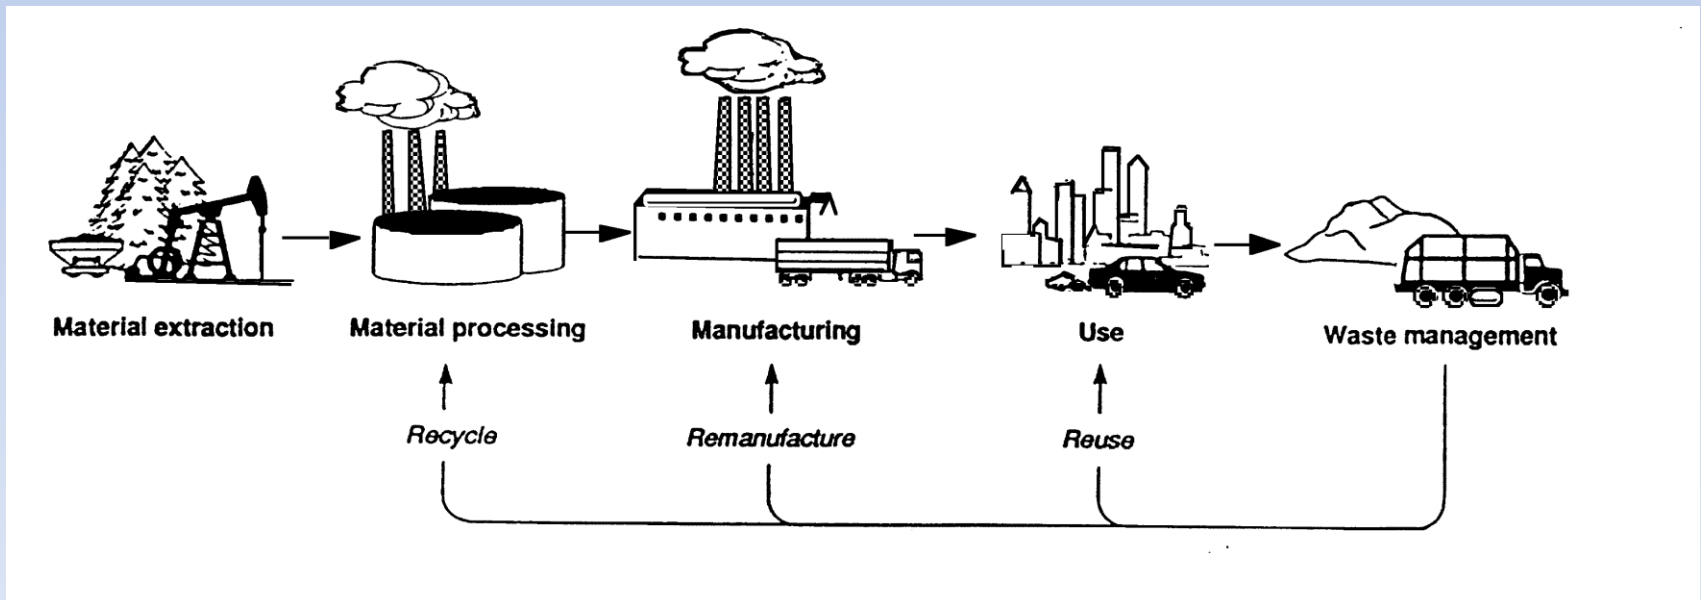 Material extraction
Material processing
Manufacturing
Use
Waste management
Recycle
Remanufacture
Reuse